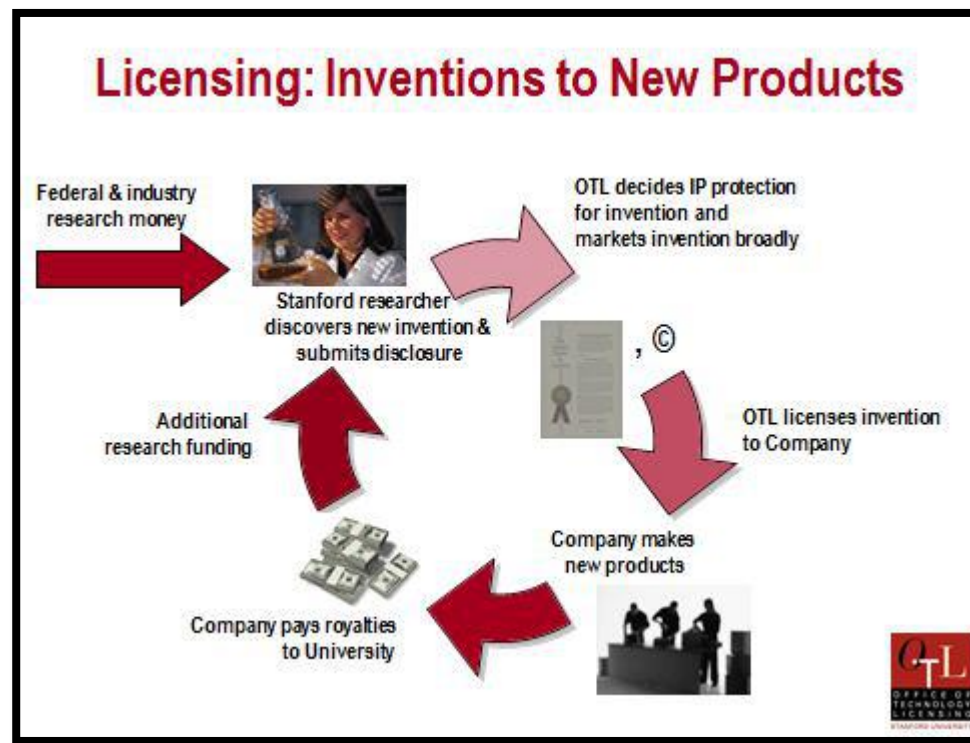 Licensing: Inventions to New Products
Federal & industry
research money
Stanford researcher
discovers new invention &
submits disclosure
OTL decides IP protection
for invention and
markets invention broadly
, ©
OTL licenses invention
to Company
Company makes
new products
Company pays royalties
to University
Additional
research funding
OTL
OFFICE OF
TECHNOLOGY
LICENSING
STANFORD UNIVERSITY